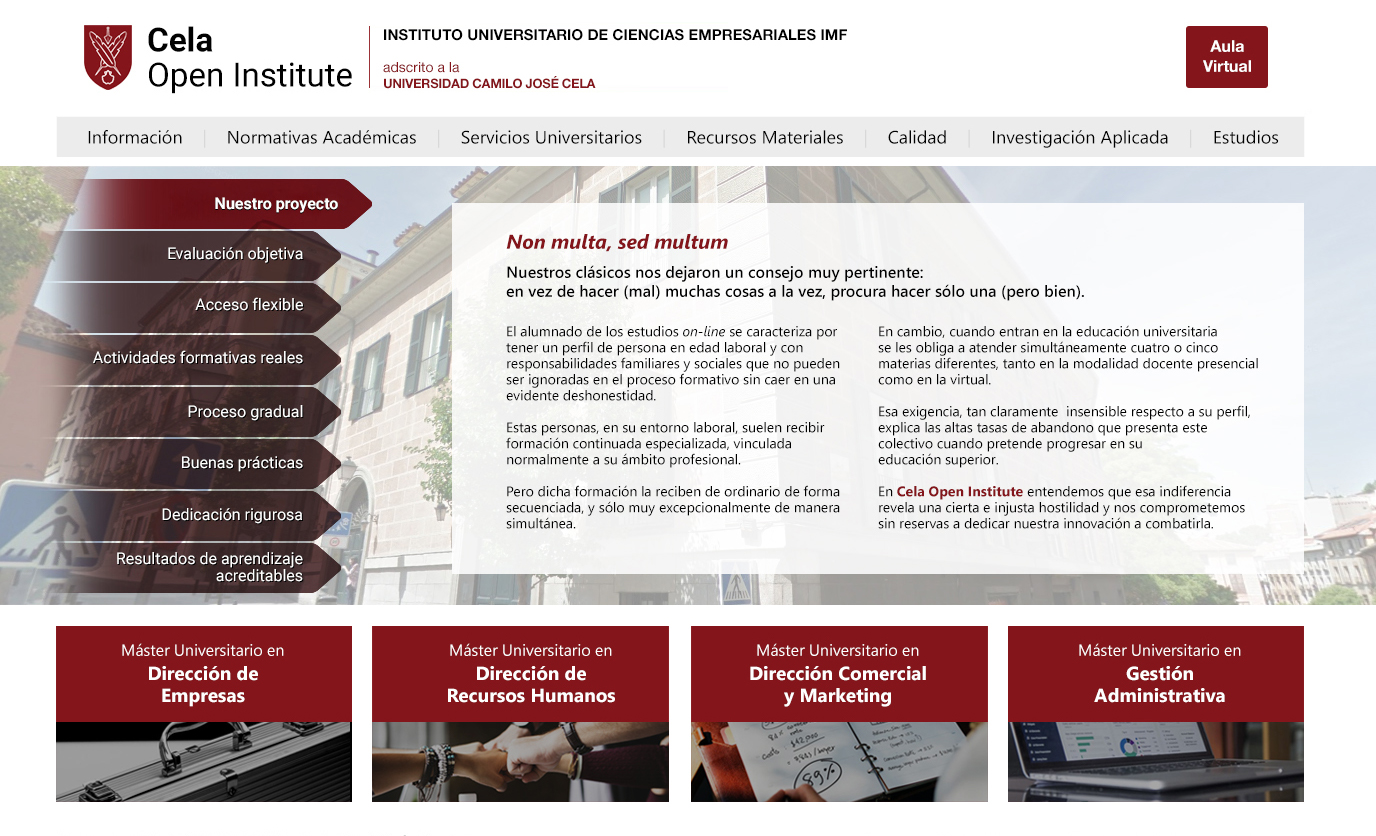 Cela
Open Institute
INSTITUTO UNIVERSITARIO DE CIENCIAS EMPRESARIALES IMF
adscrito a la
UNIVERSIDAD CAMILO JOSÉ CELA
Aula
Virtual
Información
Normativas Académicas
Servicios Universitarios
Recursos Materiales
Calidad
Investigación Aplicada
Estudios
Nuestro proyecto
Evaluación objetiva
Acceso flexible
Actividades formativas reales
Proceso gradual
Buenas prácticas
Dedicación rigurosa
Resultados de aprendizaje
acreditables
Non multa, sed multum
Nuestros clásicos nos dejaron un consejo muy pertinente:
en vez de hacer (mal) muchas cosas a la vez, procura hacer sólo una (pero bien).
El alumnado de los estudios on-line se caracteriza por
tener un perfil de persona en edad laboral y con
responsabilidades familiares y sociales que no pueden
ser ignoradas en el proceso formativo sin caer en una
evidente deshonestidad.
Estas personas, en su entorno laboral, suelen recibir
formación continuada especializada, vinculada
normalmente a su ámbito profesional.
Pero dicha formación la reciben de ordinario de forma
secuenciada, y sólo muy excepcionalmente de manera
simultánea.
En cambio, cuando entran en la educación universitaria
se les obliga a atender simultáneamente cuatro o cinco
materias diferentes, tanto en la modalidad docente presencial
como en la virtual.
Esa exigencia, tan claramente  insensible respecto a su perfil,
explica las altas tasas de abandono que presenta este
colectivo cuando pretende progresar en su
educación superior.
En Cela Open Institute entendemos que esa indiferencia
revela una cierta e injusta hostilidad y nos comprometemos
sin reservas a dedicar nuestra innovación a combatirla.
Máster Universitario en
Dirección de
Empresas
Máster Universitario en
Dirección de
Recursos Humanos
Máster Universitario en
Dirección Comercial
y Marketing
Máster Universitario en
Gestión
Administrativa
Costs
89%